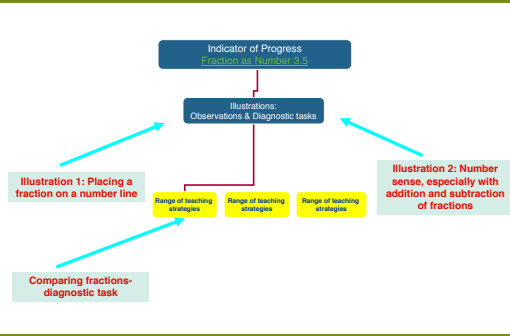 Indicator of Progress
Fraction as Number 3.5
Illustrations:
Observations & Diagnostic tasks
Illustration 1: Placing a
fraction on a number line
Illustration 2: Number
sense, especially with
addition and subtraction
of fractions
Range of teaching
strategies
Range of teaching
strategies
Range of teaching
strategies
Comparing fractions-
diagnostic task